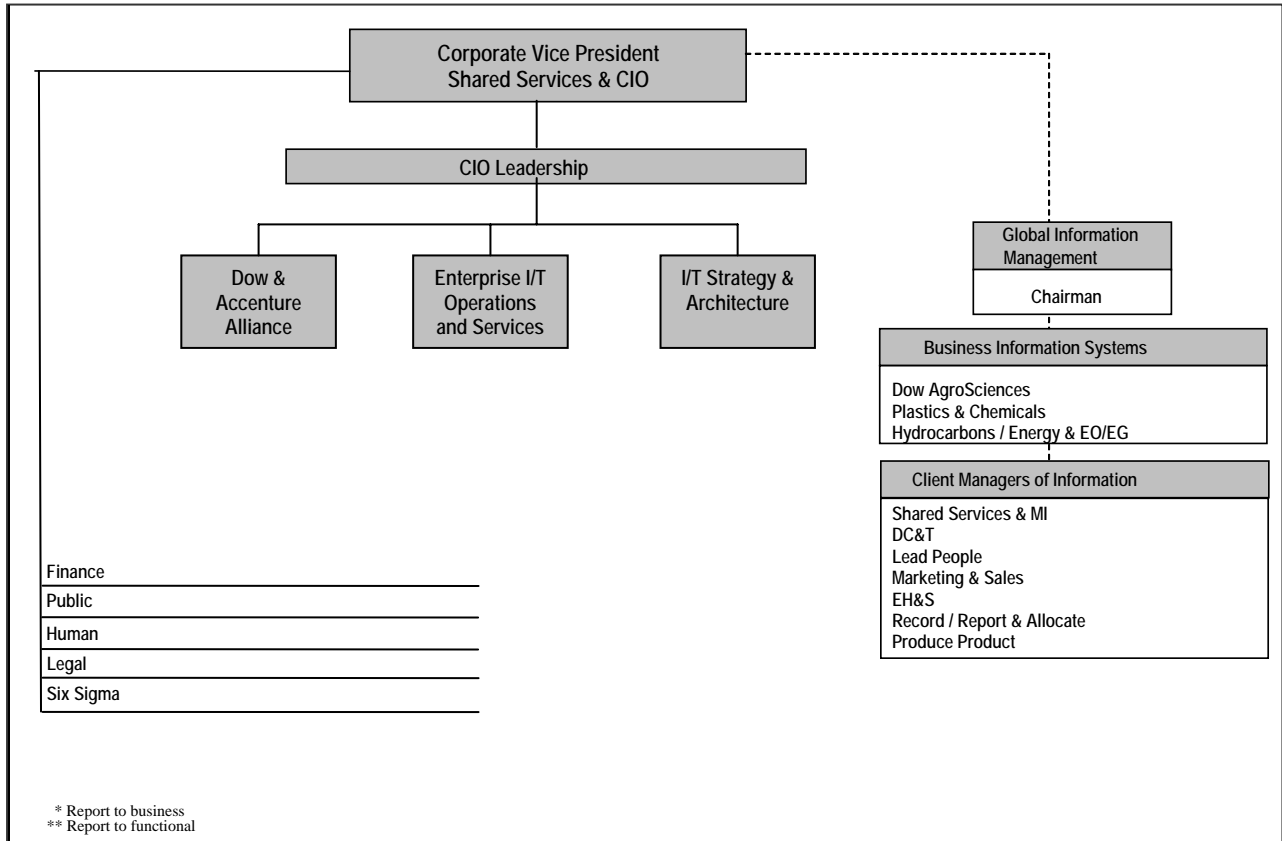 Corporate Vice President
Shared Services & CIO
CIO Leadership
Dow &
Accenture
Alliance
Enterprise I/T
Operations
and Services
I/T Strategy &
Architecture
Global Information
Management
Chairman
Business Information Systems
Dow AgroSciences
Plastics & Chemicals
Hydrocarbons / Energy & EO/EG
Client Managers of Information
Shared Services & MI
DC&T
Lead People
Marketing & Sales
EH&S
Record / Report & Allocate
Produce Product
Finance
Public
Human
Legal
Six Sigma
* Report to business
** Report to functional